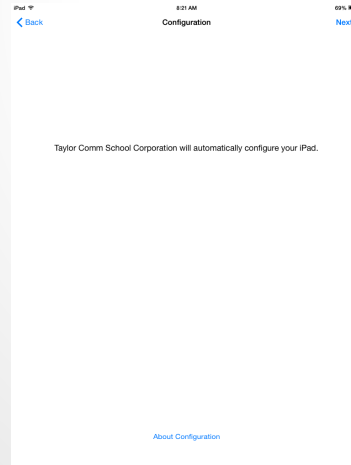 iPad 8:21 AM 69%
Back Configuration Next
Taylor Comm School Corporation will automatically configure your iPad.
About Configuration